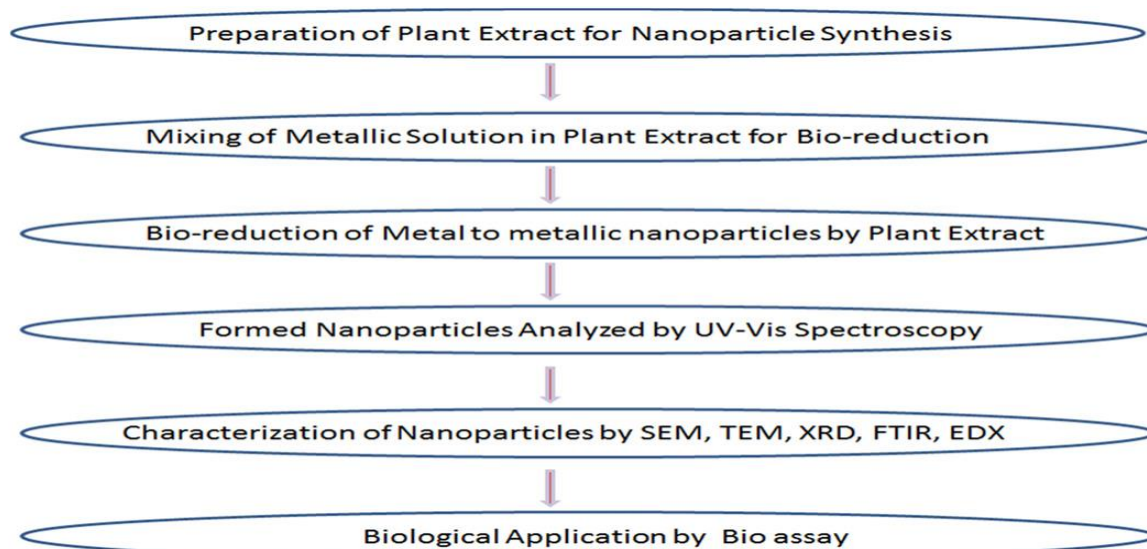 Preparation of Plant Extract for Nanoparticle Synthesis
Mixing of Metallic Solution in Plant Extract for Bio-reduction
Bio-reduction of Metal to metallic nanoparticles by Plant Extract
Formed Nanoparticles Analyzed by UV-Vis Spectroscopy
Characterization of Nanoparticles by SEM, TEM, XRD, FTIR, EDX
Biological Application by Bio assay